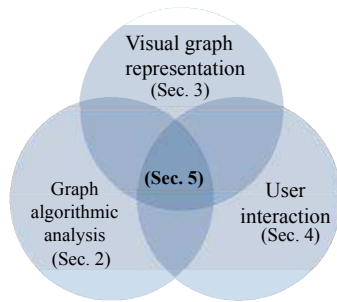 Visual graph
representation
(Sec. 3)
(Sec. 5)
Graph
algorithmic
analysis
(Sec. 2)
User
interaction
(Sec. 4)